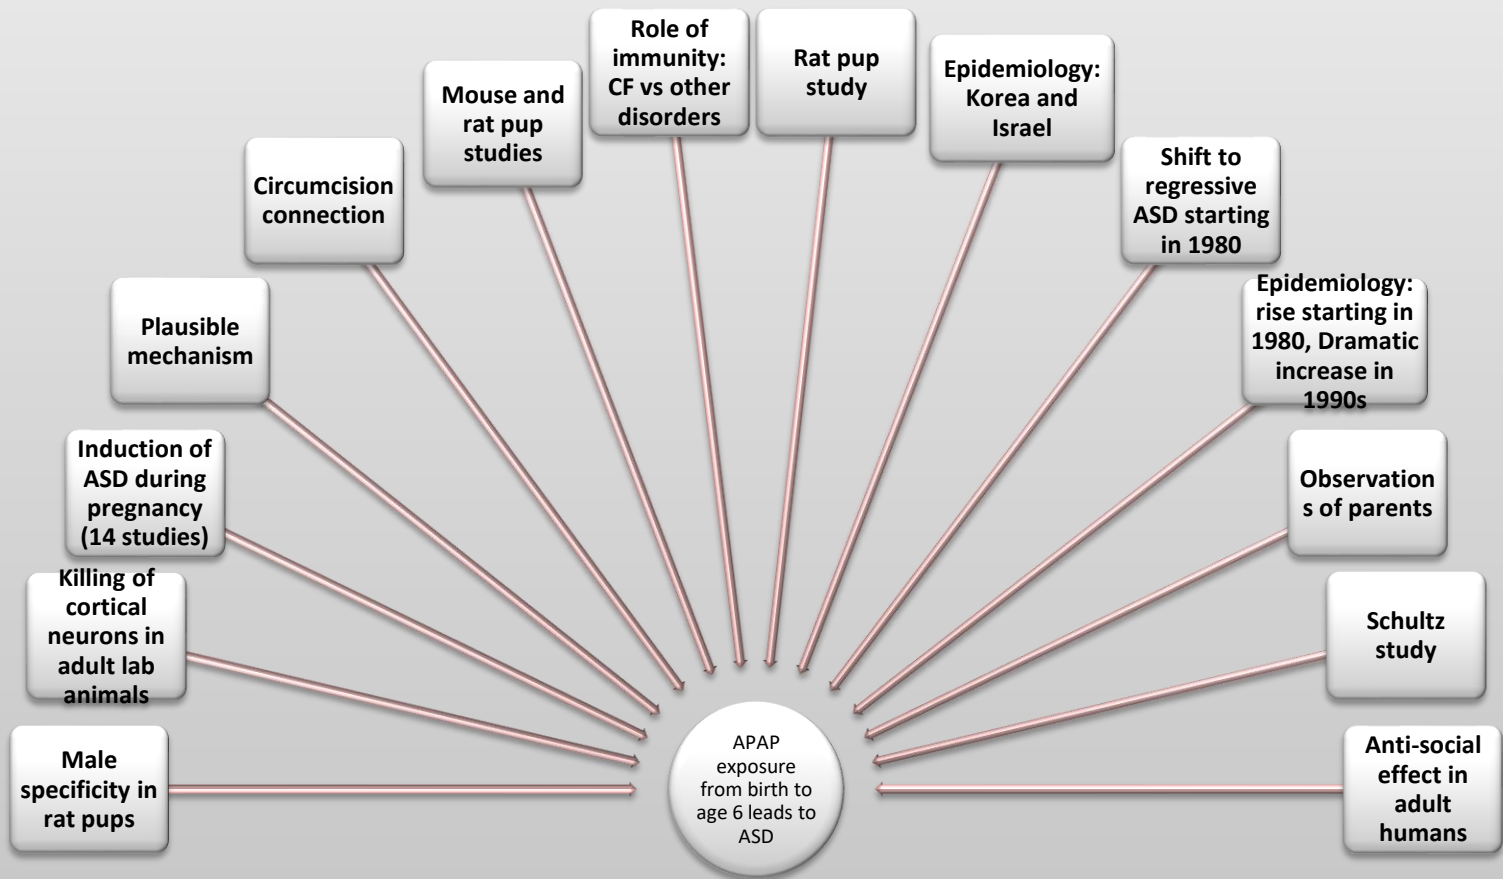 Male
specificity in
rat pups
Killing of
cortical
neurons in
adult lab
animals
Induction of
ASD during
pregnancy
(14 studies)
Plausible
mechanism
Circumcision
connection
Mouse and
rat pup
studies
Role of
immunity:
CF vs other
disorders
Rat pup
study
Epidemiology:
Korea and
Israel
Shift to
regressive
ASD starting
in 1980
Epidemiology:
rise starting in
1980, Dramatic
increase in
1990s
Observation
s of parents
Schultz
study
Anti-social
effect in
adult
humans
APAP
exposure
from birth to
age 6 leads to
ASD